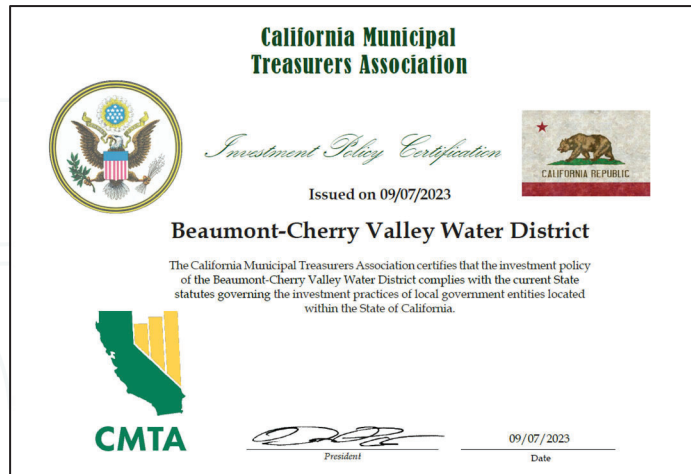 California Municipal
Treasurers Association
Investment Policy Certification
CALIFORNIA REPUBLIC
Issued on 09/07/2023
Beaumont-Cherry Valley Water District
The California Municipal Treasurers Association certifies that the investment policy
of the Beaumont-Cherry Valley Water District complies with the current State
statutes governing the investment practices of local government entities located
within the State of California.
CMTA
09/07/2023
President
Date